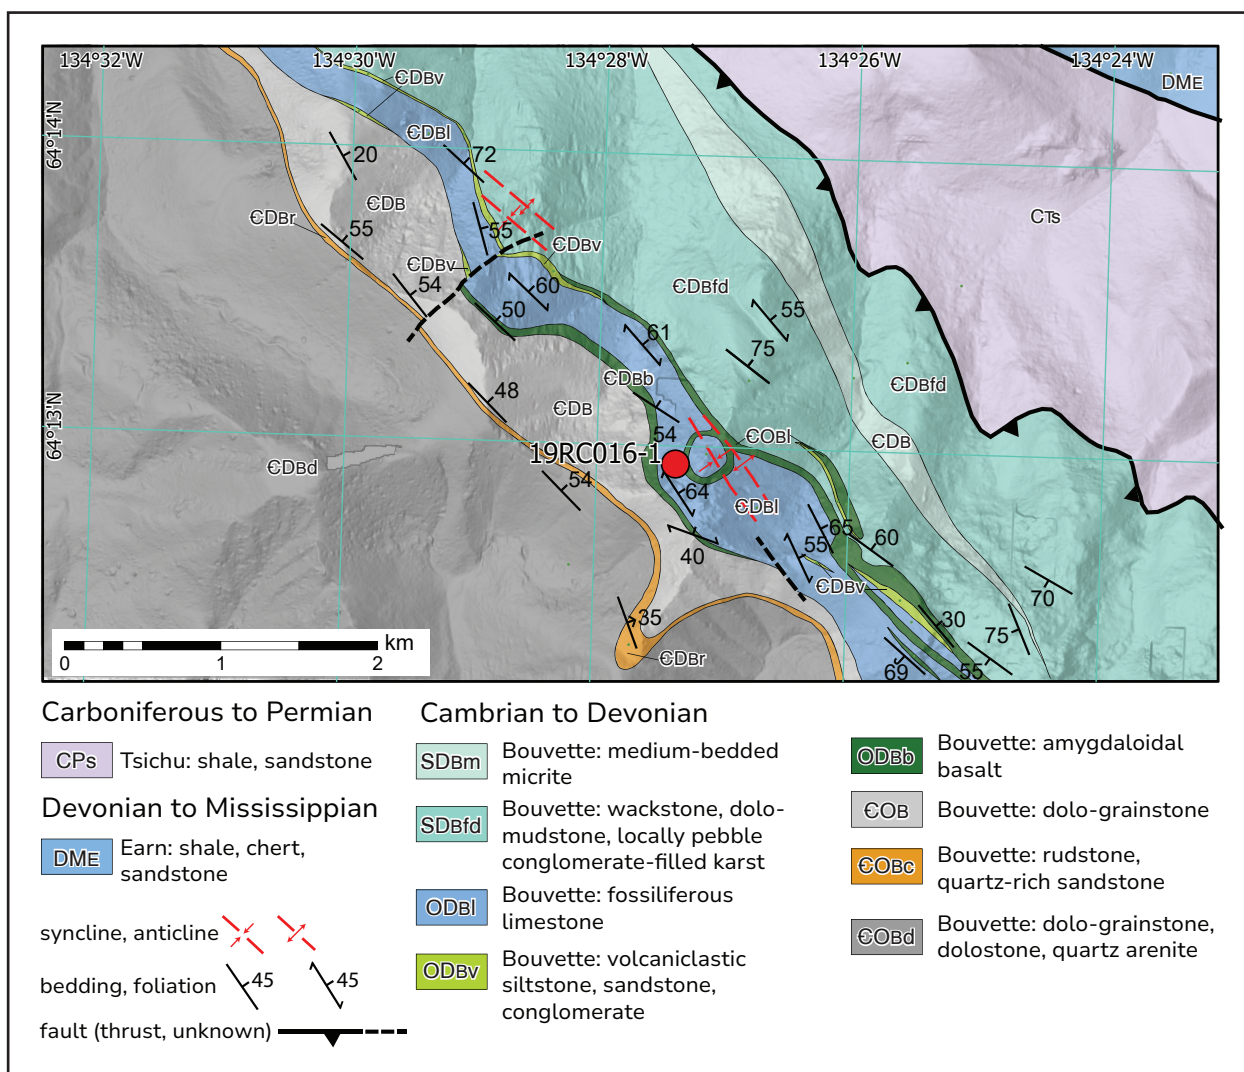 134°32'W
134°30'W
134°28'W
134°26'W
134°24'W
64°14'N
64°13'N
ЄDBv
DME
ЄDBl
72
20
ЄDB
ЄDBr
55
55
ЄDBv
ЄDBv
54
60
50
ЄDBfd
55
61
75
CTs
ЄDBb
48
ЄDB
ЄDBfd
54
ЄOBl
ЄDB
19RC016-1
ЄDBd
54
64
ЄDBl
65
60
40
55
ЄDBv
70
35
30
75
ЄDBr
69
55
km
0 1 2
Carboniferous to Permian
CPs Tsichu: shale, sandstone
Devonian to Mississippian
DME Earn: shale, chert,
sandstone
syncline, anticline
bedding, foliation 45 45
fault (thrust, unknown)
Cambrian to Devonian
SDBm Bouvette: medium-bedded
micrite
SDBfd Bouvette: wackstone, dolo-
mudstone, locally pebble
conglomerate-filled karst
ODBl Bouvette: fossiliferous
limestone
ODBv Bouvette: volcaniclastic
siltstone, sandstone,
conglomerate
ODBb Bouvette: amygdaloidal
basalt
ЄOB Bouvette: dolo-grainstone
ЄOBc Bouvette: rudstone,
quartz-rich sandstone
ЄOBd Bouvette: dolo-grainstone,
dolostone, quartz arenite